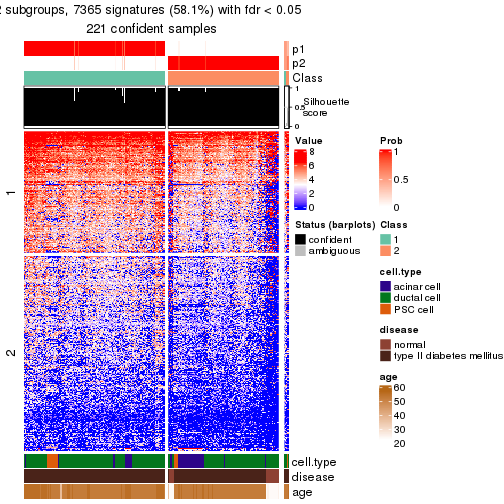 2 subgroups, 7365 signatures (58.1%) with fdr < 0.05
221 confident samples
p1
p2
Class
1
0.5
0
Silhouette
score
1
2
cell.type
disease
age
Value
8
6
4
2
0
Prob
1
0.5
0
Status (barplots)
confident
ambiguous
Class
1
2
cell.type
acinar cell
ductal cell
PSC cell
disease
normal
type II diabetes mellitus
age
60
50
40
30
20